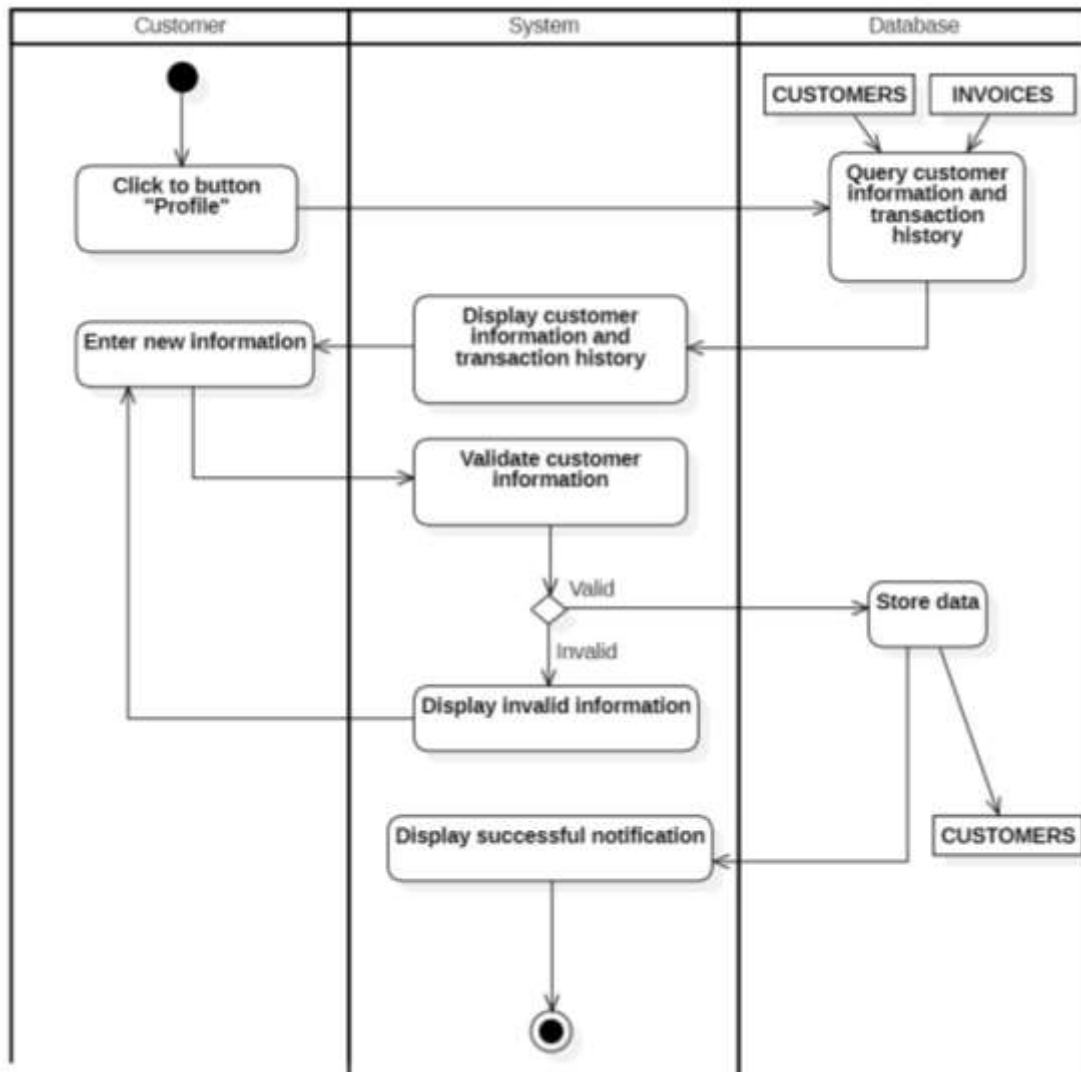 Customer
System
Database
CUSTOMERS
INVOICES
Click to button
"Profile"
Query customer
information and
transaction
history
Enter new information
Display customer
information and
transaction history
Validate customer
information
Valid
Store data
Invalid
Display invalid information
Display successful notification
CUSTOMERS